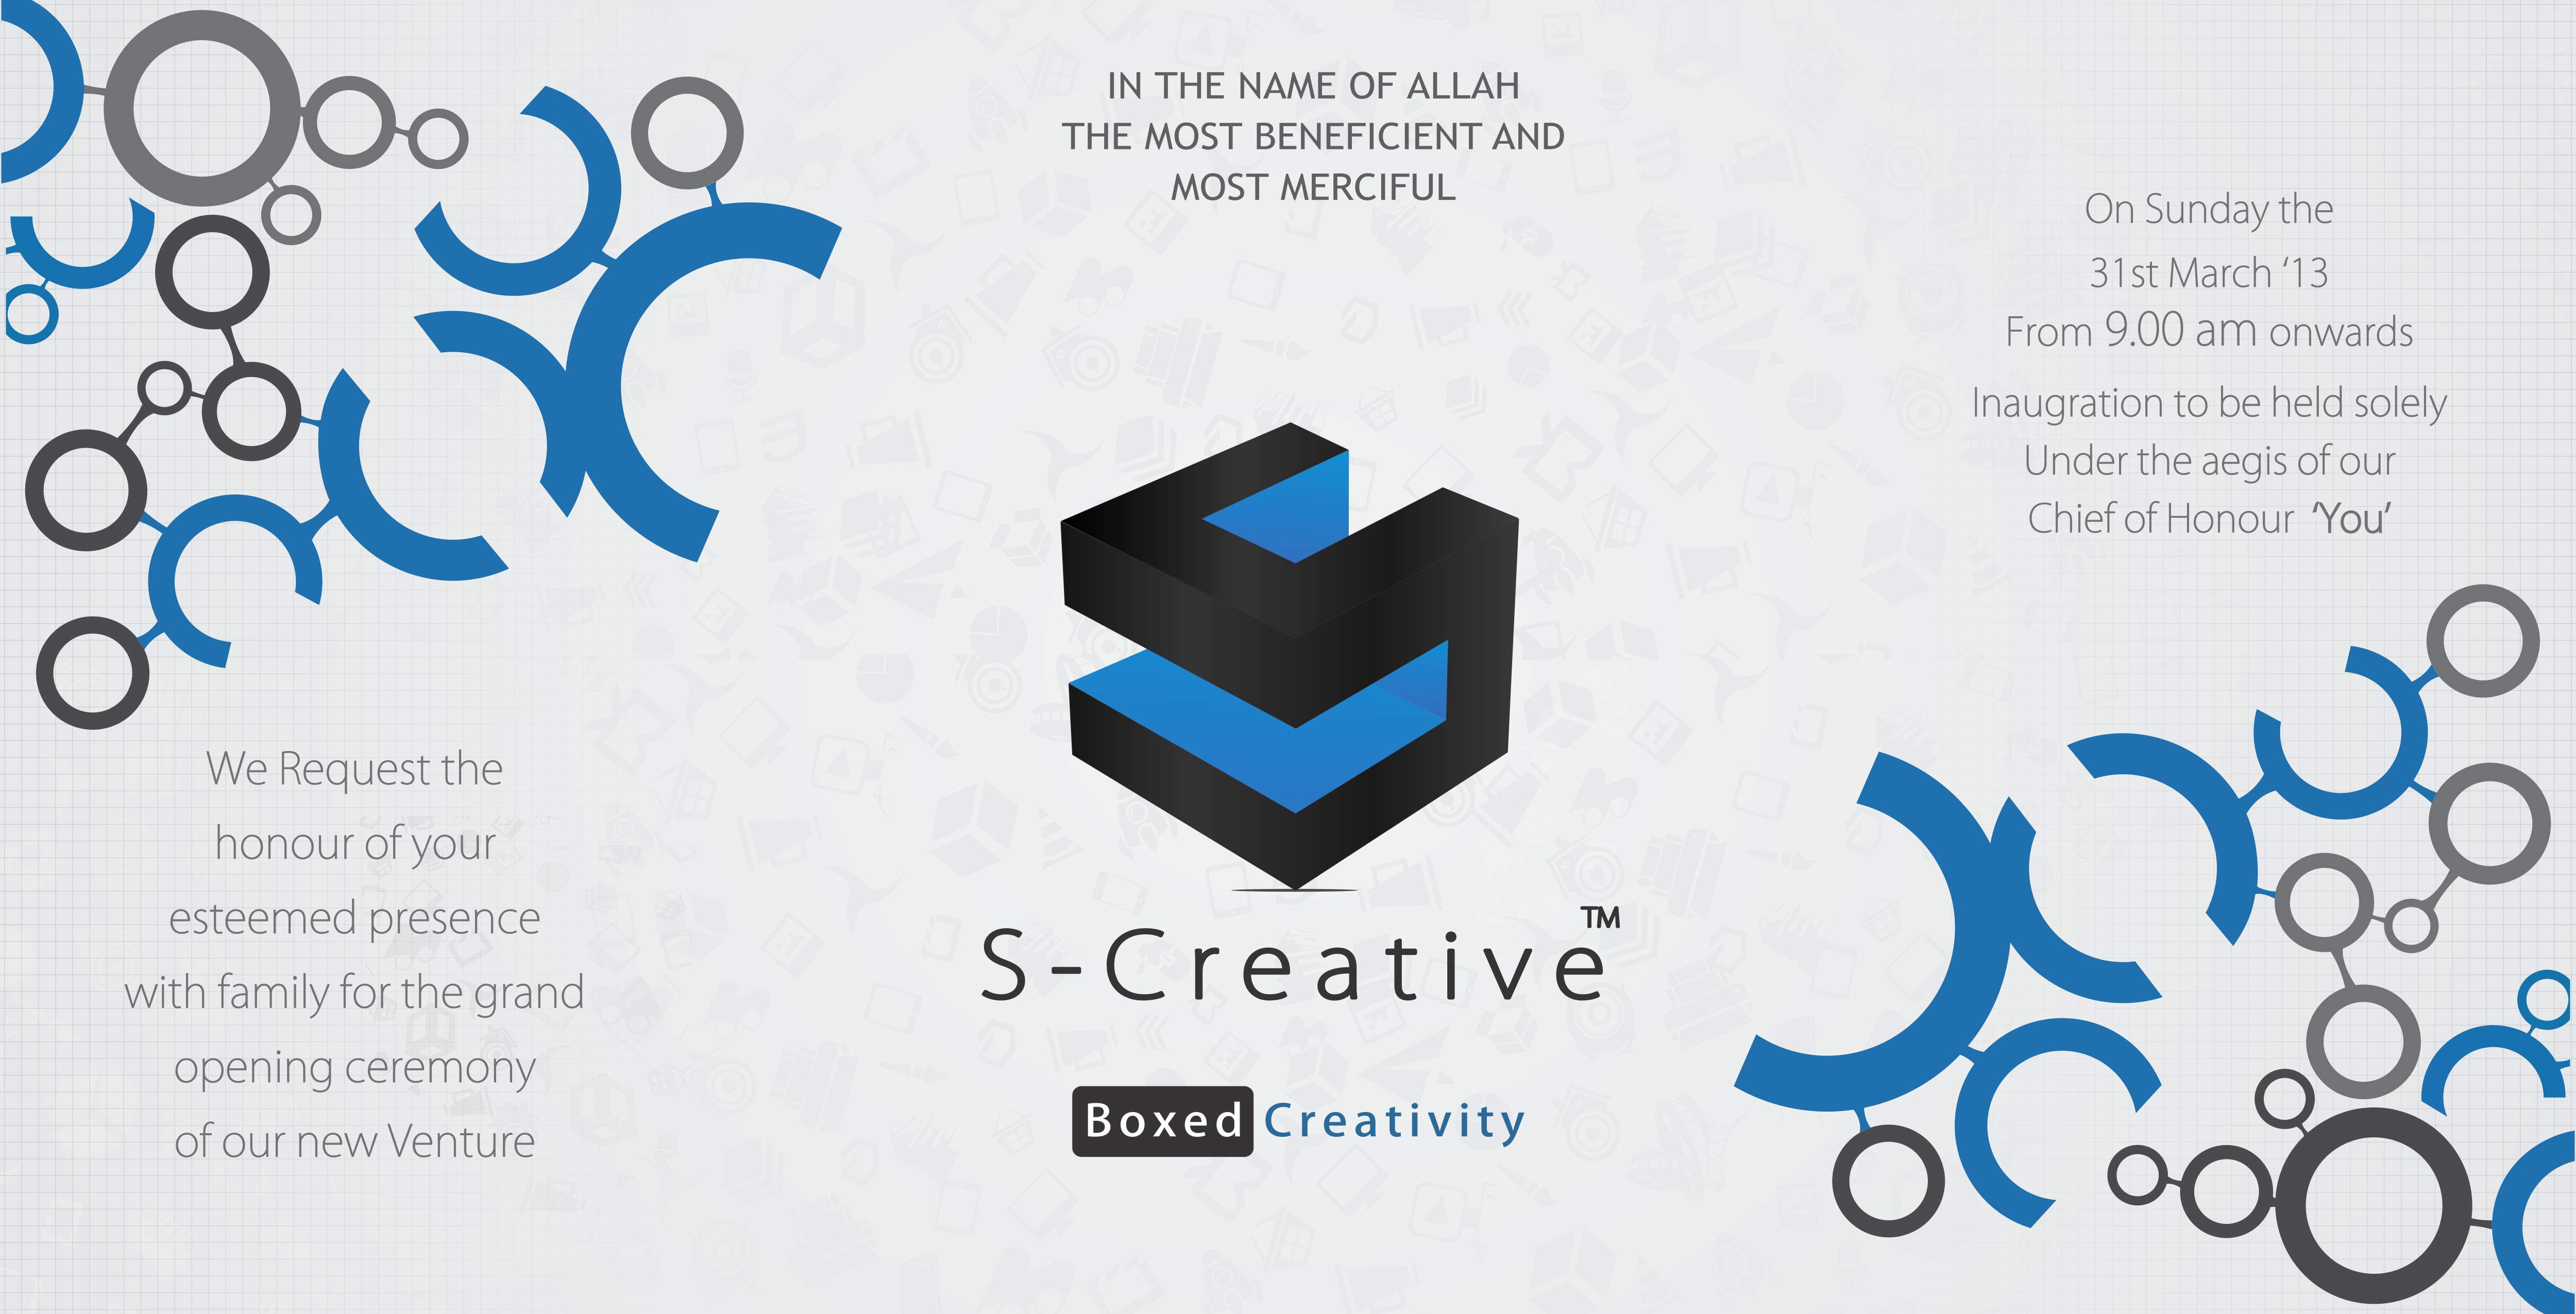 IN THE NAME OF ALLAH
THE MOST BENEFICIENT AND
MOST MERCIFUL
We Request the
honour of your
esteemed presence
with family for the grand
opening ceremony
of our new Venture
S-Creative™
Boxed Creativity
On Sunday the
31st March ‘13
From 9.00 am onwards
Inaugration to be held solely
Under the aegis of our
Chief of Honour ‘You’